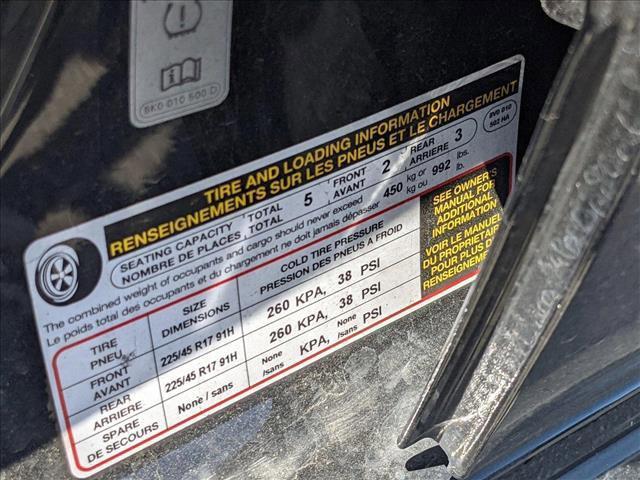 5K0 010 500 D
TIRE AND LOADING INFORMATION
RENSEIGNEMENTS SUR LES PNEUS ET LE CHARGEMENT
8V0 010
502 HA
SEATING CAPACITY TOTAL 5 FRONT 2 REAR 3
NOMBRE DE PLACES TOTAL AVANT ARRIERE
The combined weight of occupants and cargo should never exceed 450 kg or 992 lbs.
Le poids total des occupants et du chargement ne doit jamais dépasser kg ou lb.
TIRE SIZE COLD TIRE PRESSURE
PNEU DIMENSIONS PRESSION DES PNEUS A FROID
FRONT 225/45 R17 91H 260 KPA, 38 PSI
AVANT
REAR 225/45 R17 91H 260 KPA, 38 PSI
ARRIERE
SPARE None / sans None /sans KPA, None /sans PSI
DE SECOURS
SEE OWNER'S
MANUAL FOR
ADDITIONAL
INFORMATION
VOIR LE MANUEL
DU PROPRIETAIRE
POUR PLUS DE
RENSEIGNEMENTS